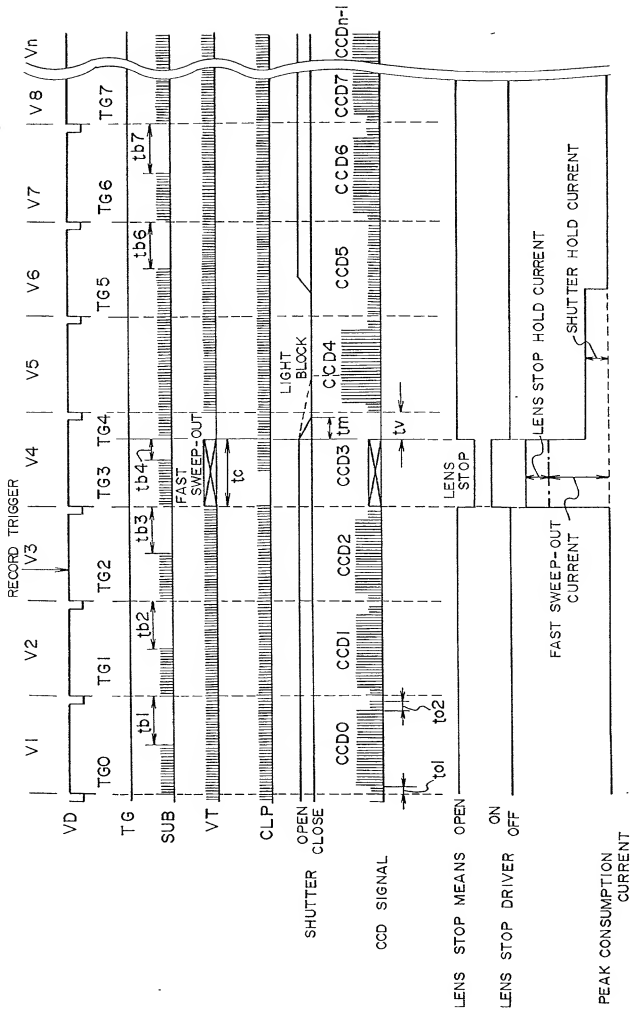 RECORD TRIGGER
V1 V2 V3 V4 V5 V6 V7 V8 Vn
VD
TG0 TG1 TG2 TG3 TG4 TG5 TG6 TG7
TG
tb1 tb2 tb3 tb4 tb6 tb7
SUB
FAST SWEEP-OUT
VT
tc
CLP
LIGHT BLOCK
OPEN
SHUTTER
CLOSE
tm
tv
CCD0 CCD1 CCD2 CCD3 CCD4 CCD5 CCD6 CCD7 CCDn-1
CCD SIGNAL
to1 to2
LENS STOP
LENS STOP MEANS OPEN
ON
LENS STOP DRIVER
OFF
LENS STOP HOLD CURRENT
SHUTTER HOLD CURRENT
FAST SWEEP-OUT CURRENT
PEAK CONSUMPTION CURRENT